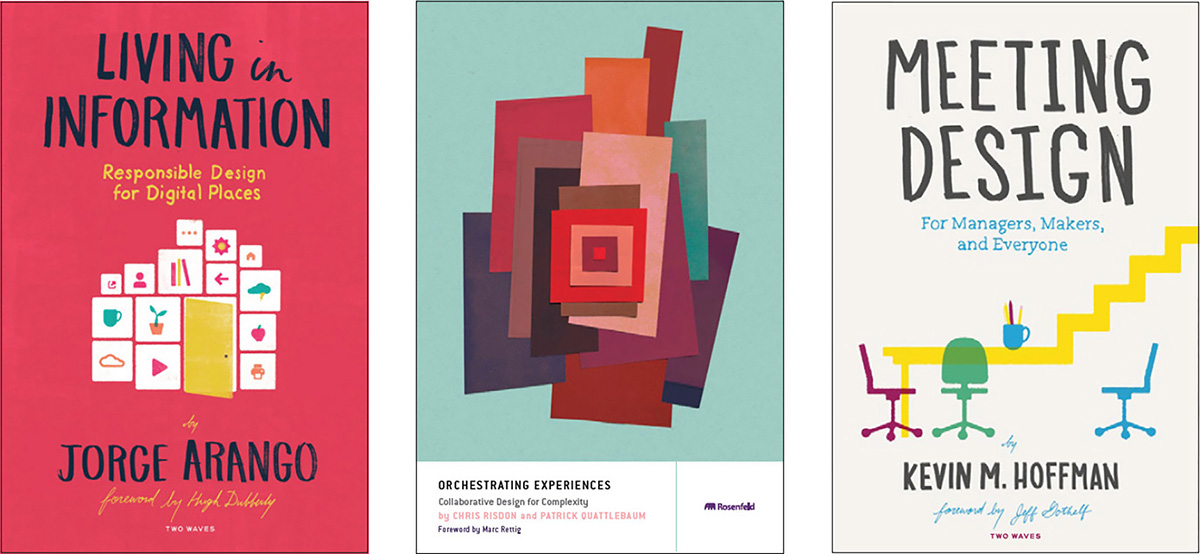 LIVING in
INFORMATION
Responsible Design
for Digital Places
by
JORGE ARANGO
foreword by Hugh Dubberly
TWO WAVES
ORCHESTRATING EXPERIENCES
Collaborative Design for Complexity
by CHRIS RISDON and PATRICK QUATTLEBAUM
Foreword by Marc Rettig
Rosenfeld
MEETING
DESIGN
For Managers, Makers,
and Everyone
by
KEVIN M. HOFFMAN
foreword by Jeff Gothelf
TWO WAVES